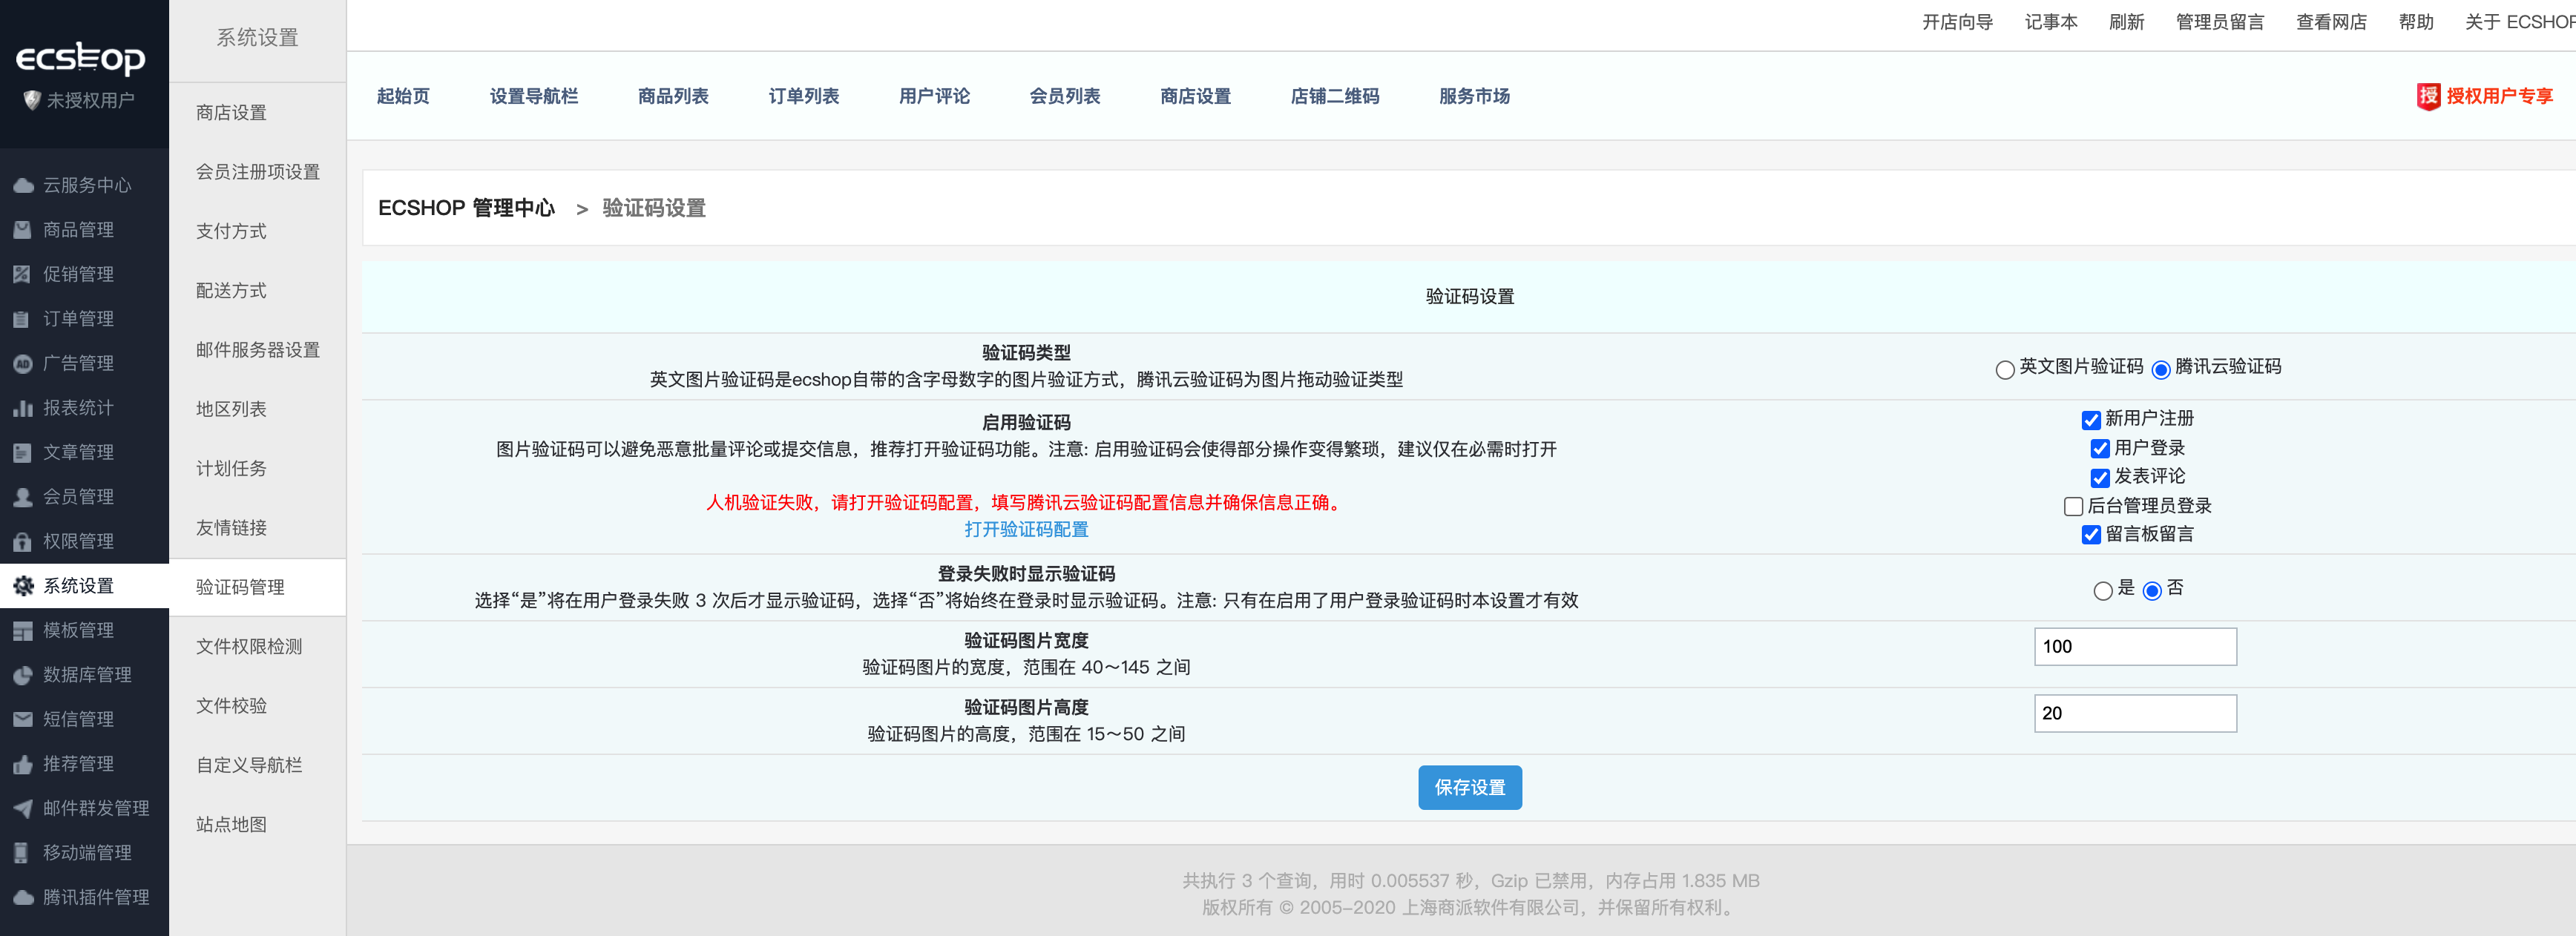 ecshop
未授权用户
云服务中心
商品管理
促销管理
订单管理
广告管理
报表统计
文章管理
会员管理
权限管理
系统设置
模板管理
数据库管理
短信管理
推荐管理
邮件群发管理
移动端管理
腾讯插件管理
系统设置
商店设置
会员注册项设置
支付方式
配送方式
邮件服务器设置
地区列表
计划任务
友情链接
验证码管理
文件权限检测
文件校验
自定义导航栏
站点地图
开店向导 记事本 刷新 管理员留言 查看网店 帮助 关于 ECSHOP
起始页 设置导航栏 商品列表 订单列表 用户评论 会员列表 商店设置 店铺二维码 服务市场 授 授权用户专享
ECSHOP 管理中心 > 验证码设置
验证码设置
验证码类型
英文图片验证码是ecshop自带的含字母数字的图片验证方式，腾讯云验证码为图片拖动验证类型
英文图片验证码 腾讯云验证码
启用验证码
图片验证码可以避免恶意批量评论或提交信息，推荐打开验证码功能。注意: 启用验证码会使得部分操作变得繁琐，建议仅在必需时打开
人机验证失败，请打开验证码配置，填写腾讯云验证码配置信息并确保信息正确。
打开验证码配置
新用户注册
用户登录
发表评论
后台管理员登录
留言板留言
登录失败时显示验证码
选择“是”将在用户登录失败 3 次后才显示验证码，选择“否”将始终在登录时显示验证码。注意: 只有在启用了用户登录验证码时本设置才有效
是 否
验证码图片宽度
验证码图片的宽度，范围在 40～145 之间
100
验证码图片高度
验证码图片的高度，范围在 15～50 之间
20
保存设置
共执行 3 个查询，用时 0.005537 秒，Gzip 已禁用，内存占用 1.835 MB
版权所有 © 2005-2020 上海商派软件有限公司，并保留所有权利。